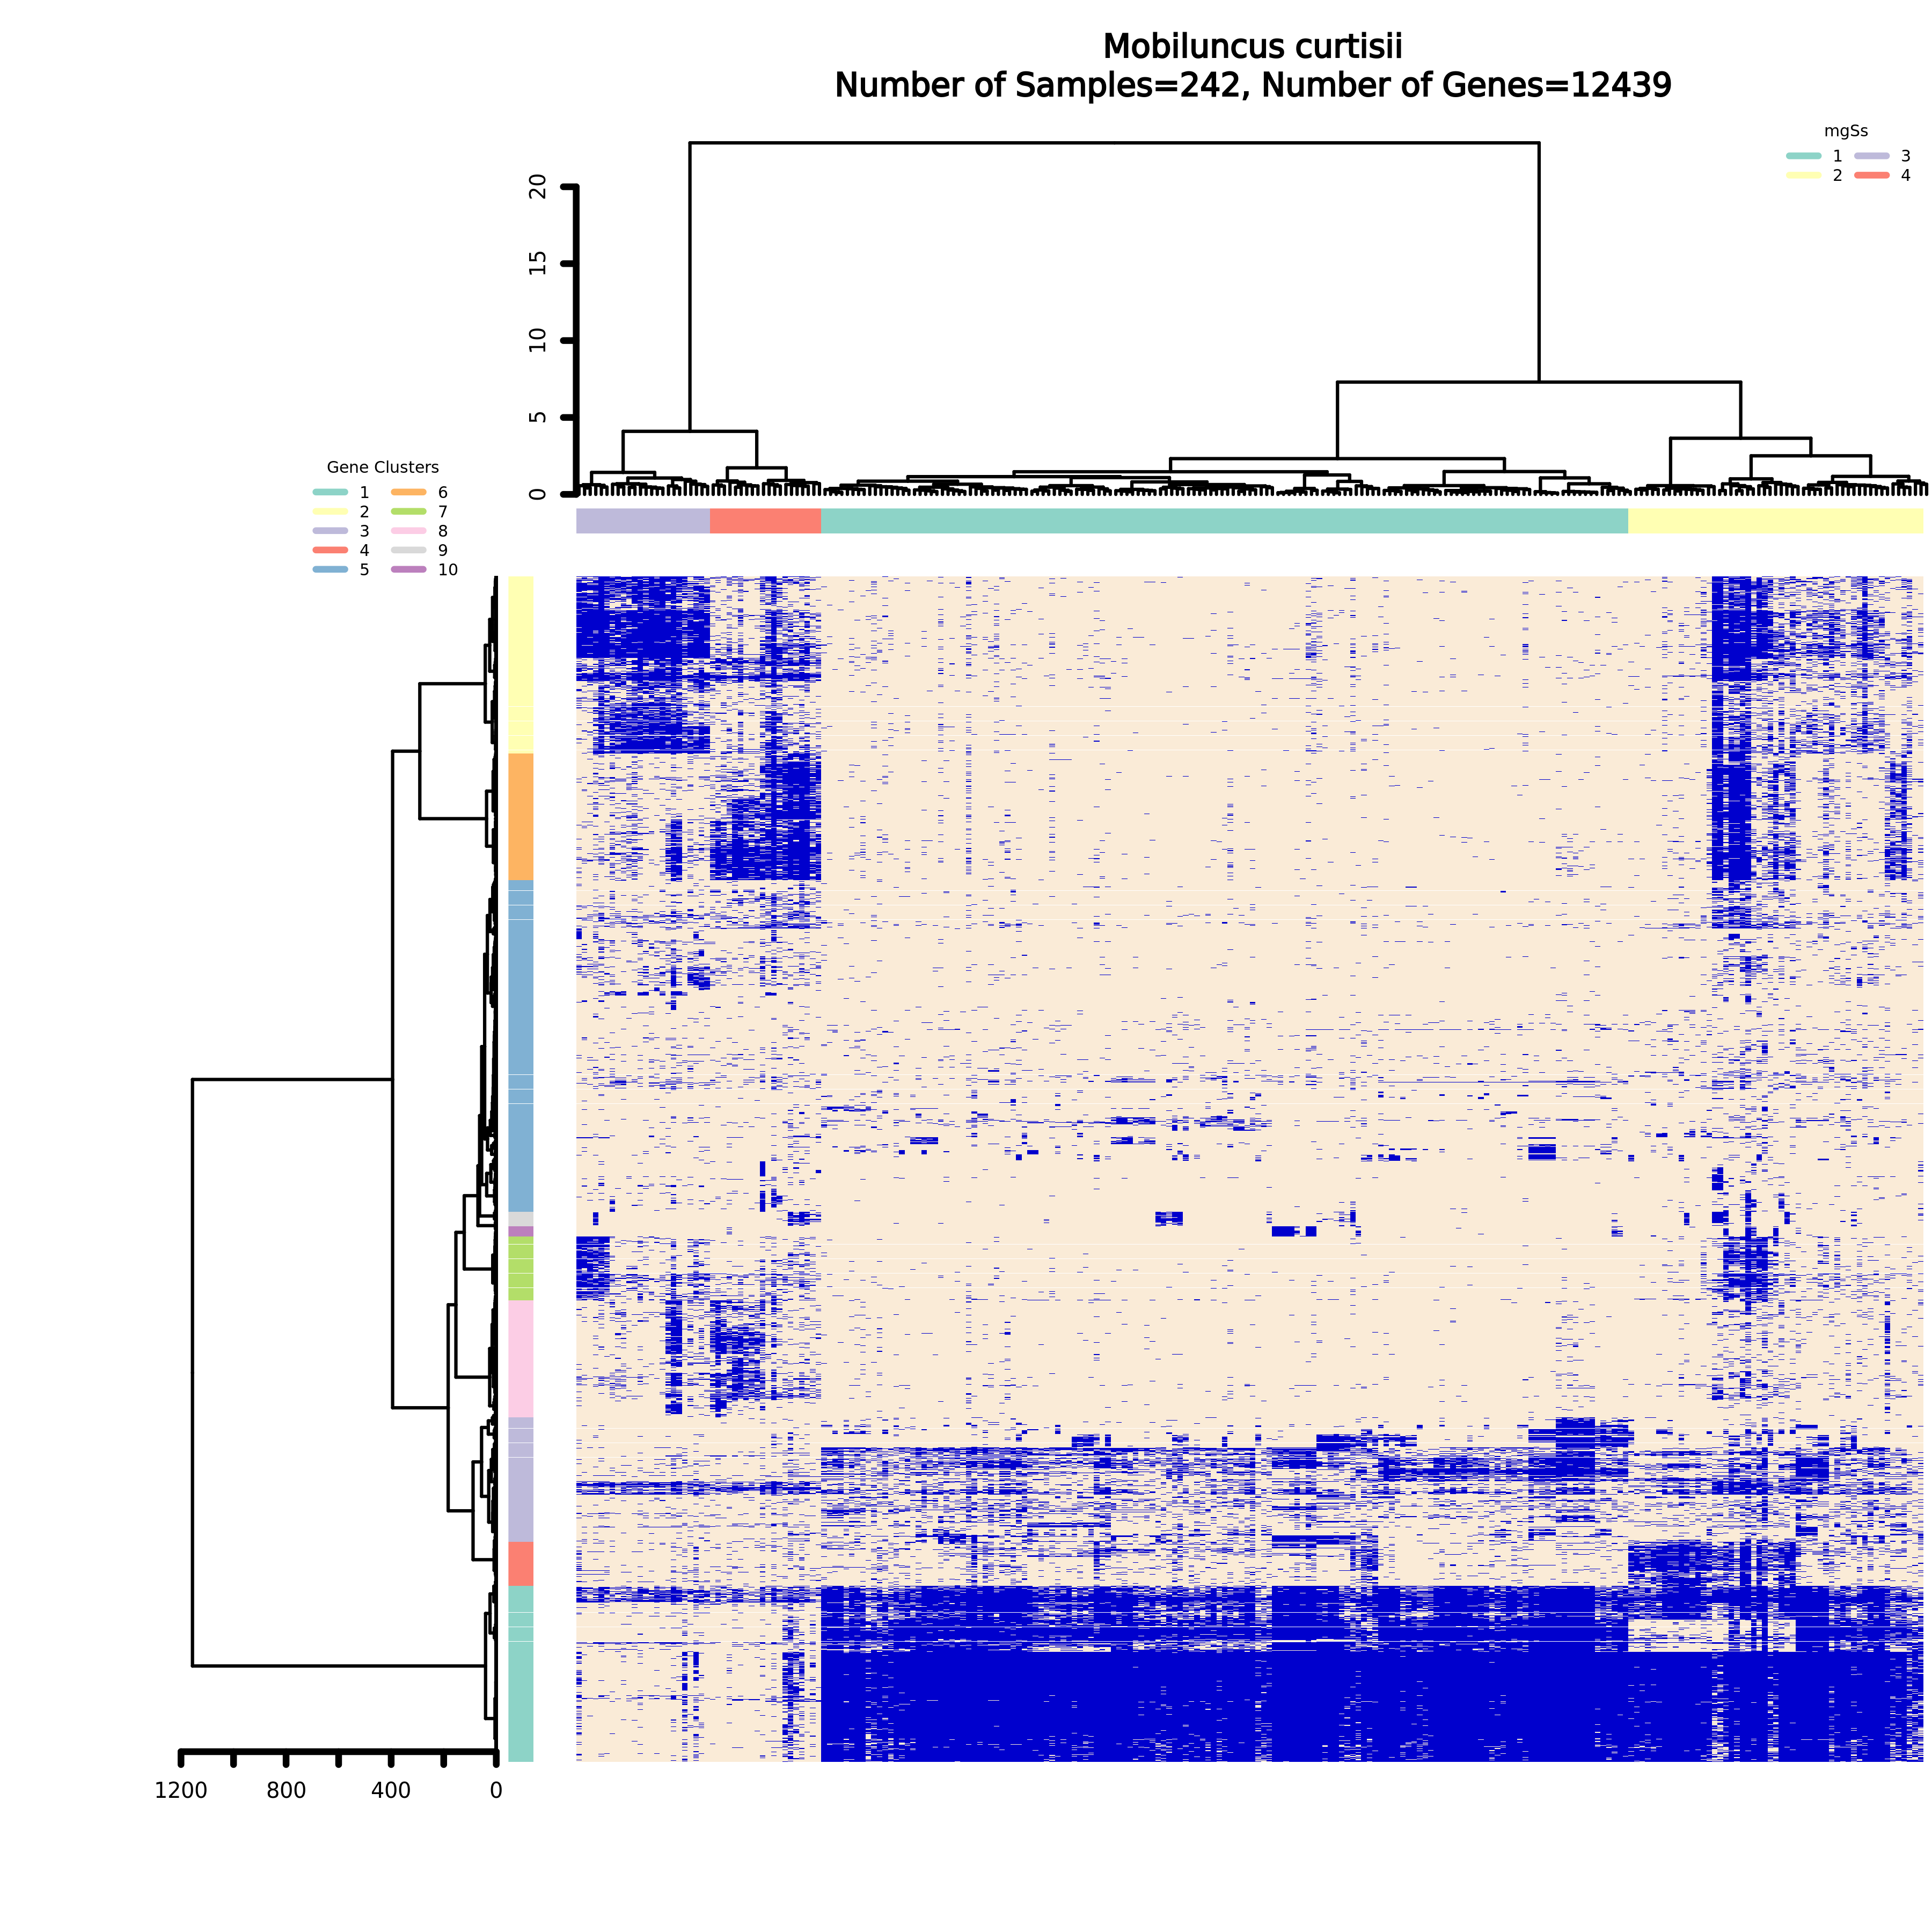 Mobiluncus curtisii
Number of Samples=242, Number of Genes=12439
mgSs
1 3
2 4
20
15
10
5
0
Gene Clusters
1 6
2 7
3 8
4 9
5 10
1200 800 400 0